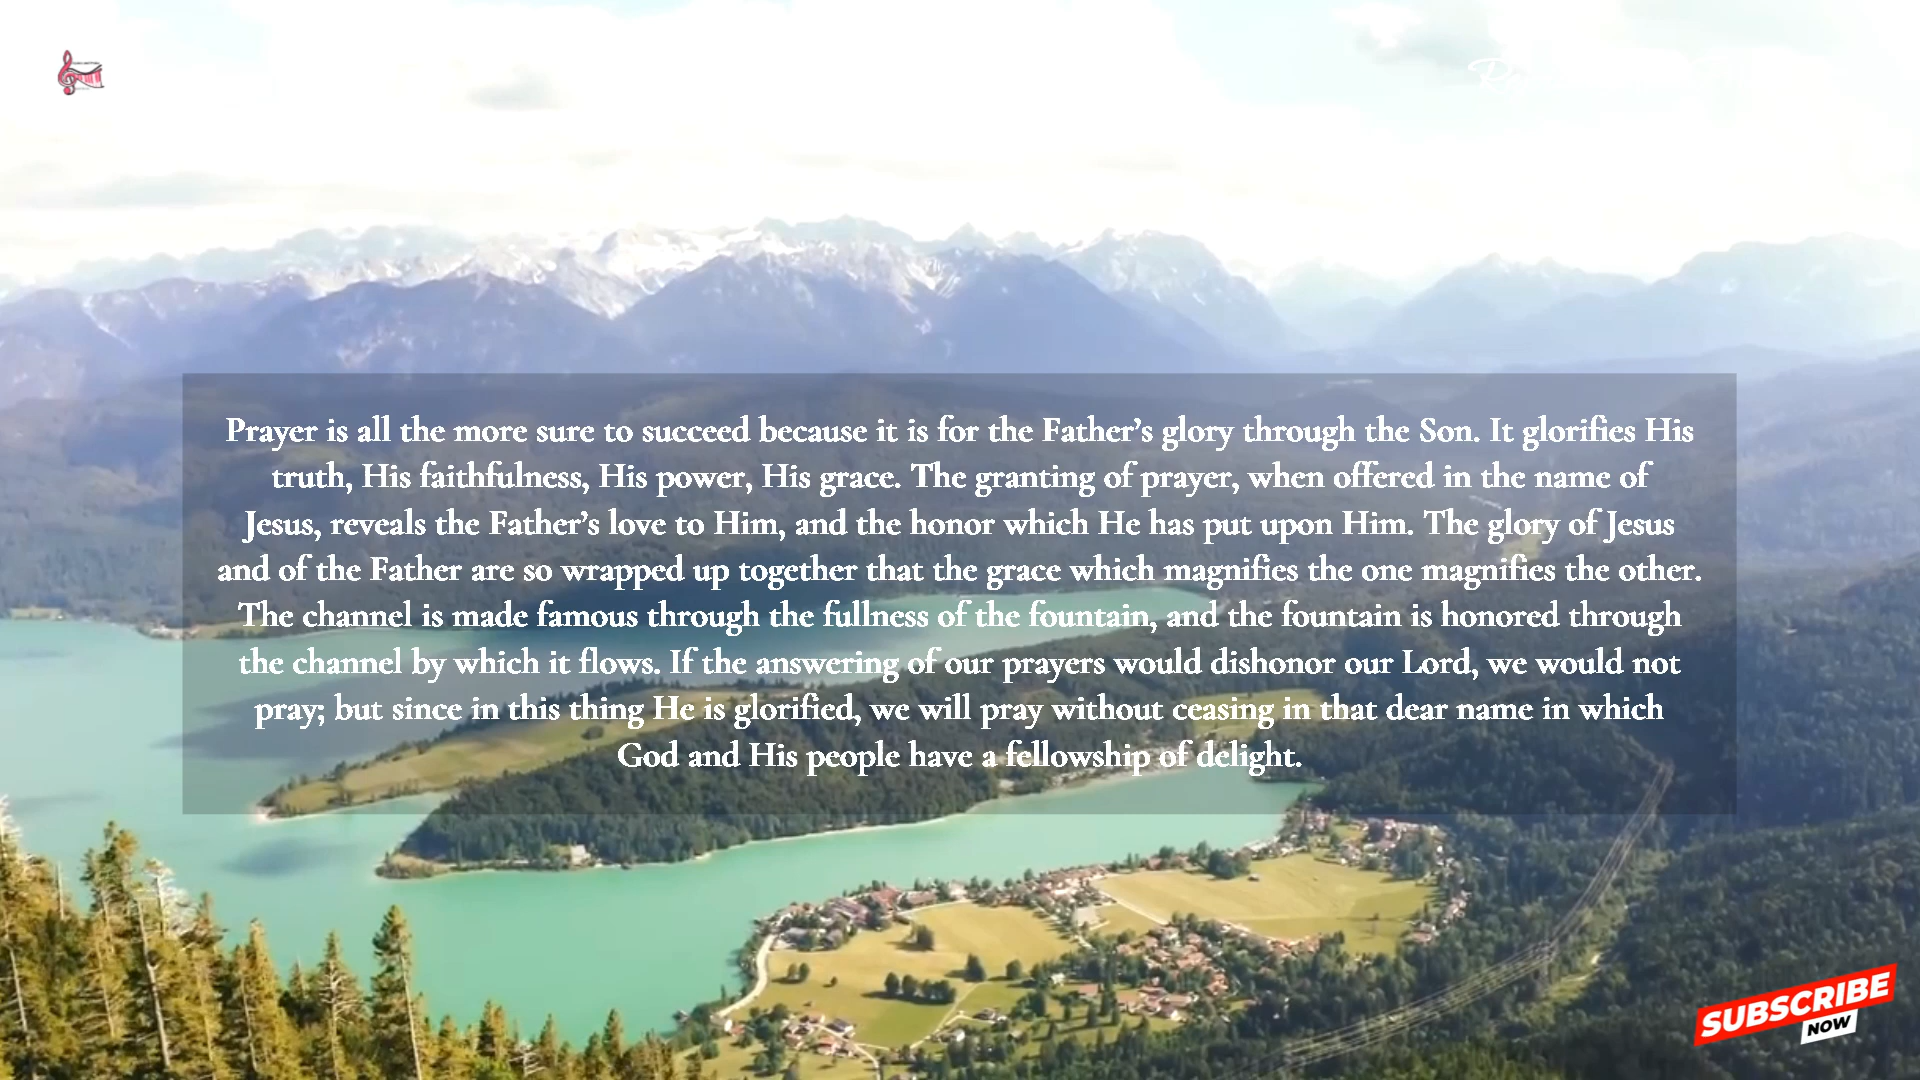 Prayer is all the more sure to succeed because it is for the Father’s glory through the Son. It glorifies His
truth, His faithfulness, His power, His grace. The granting of prayer, when offered in the name of
Jesus, reveals the Father’s love to Him, and the honor which He has put upon Him. The glory of Jesus
and of the Father are so wrapped up together that the grace which magnifies the one magnifies the other.
The channel is made famous through the fullness of the fountain, and the fountain is honored through
the channel by which it flows. If the answering of our prayers would dishonor our Lord, we would not
pray; but since in this thing He is glorified, we will pray without ceasing in that dear name in which
God and His people have a fellowship of delight.
SUBSCRIBE
NOW